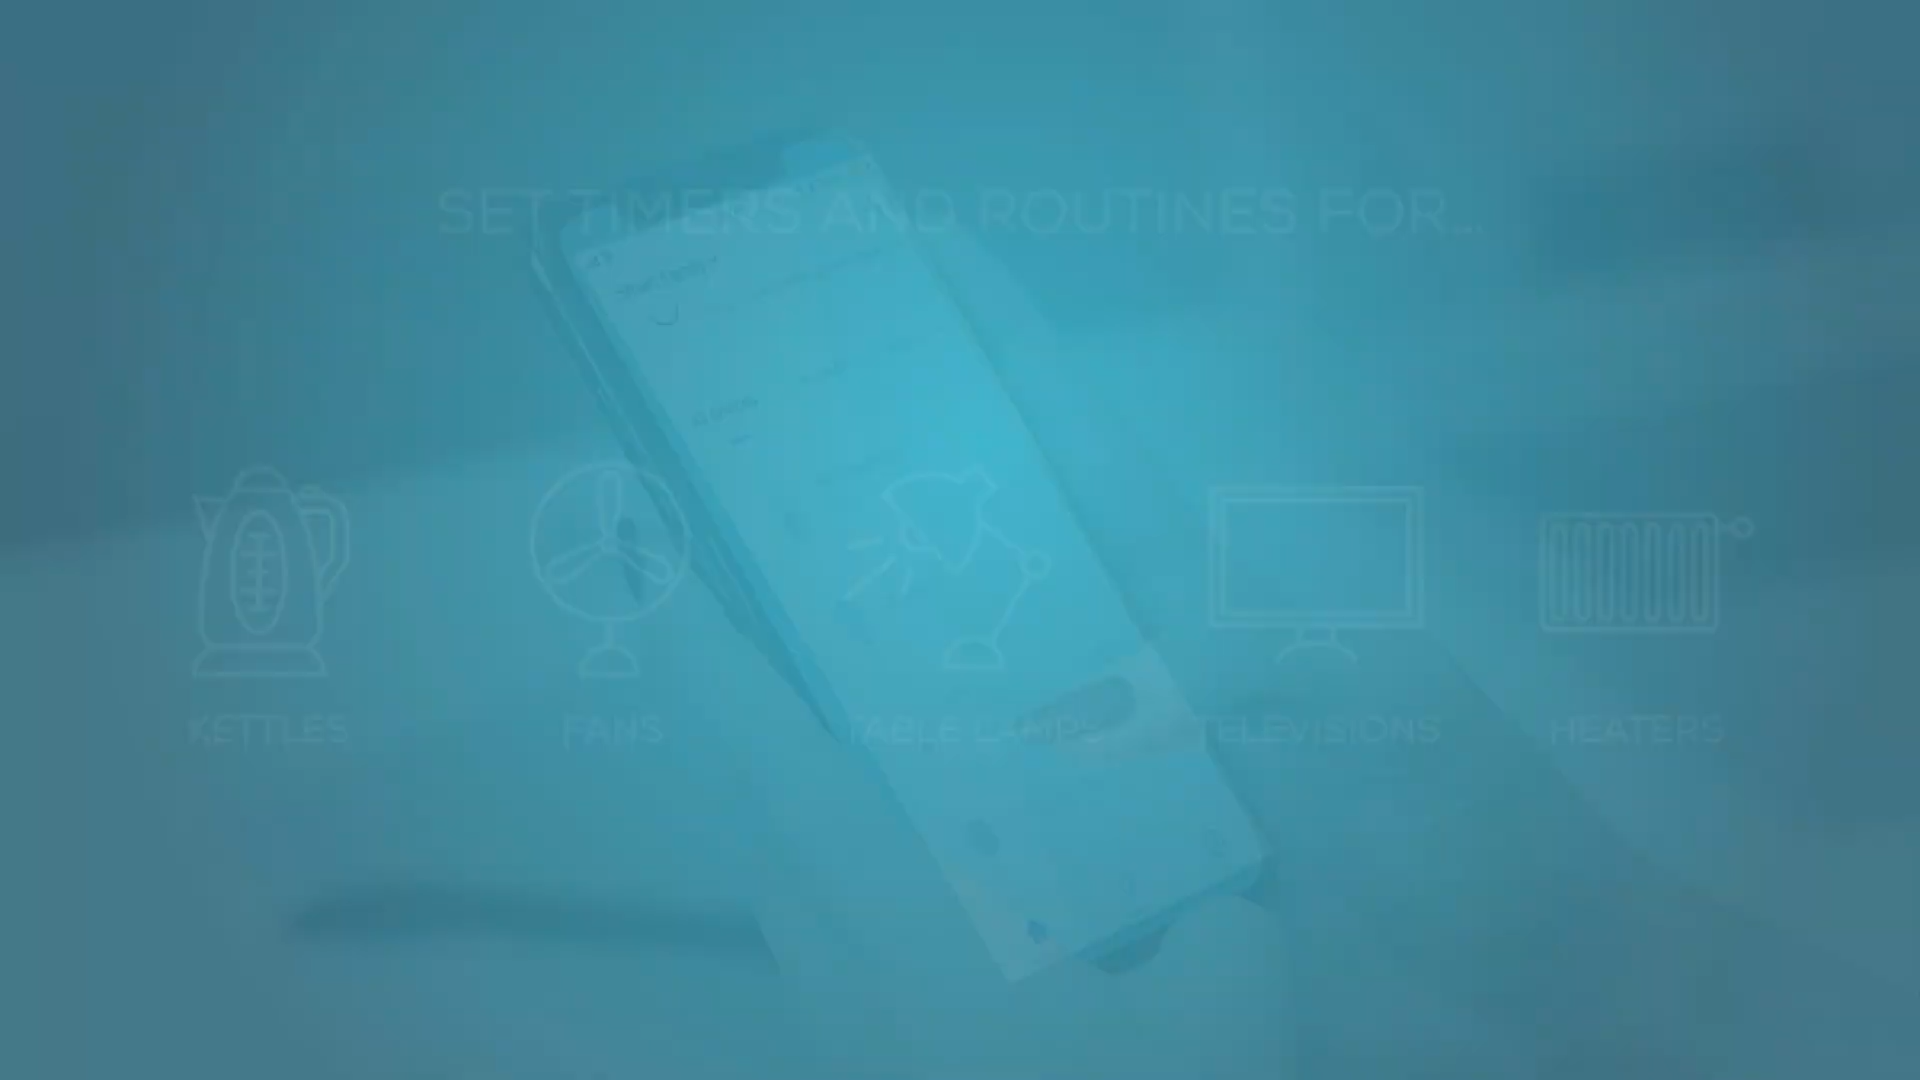 SET TIMERS AND ROUTINES FOR...
KETTLES
FANS
TABLE LAMPS
TELEVISIONS
HEATERS